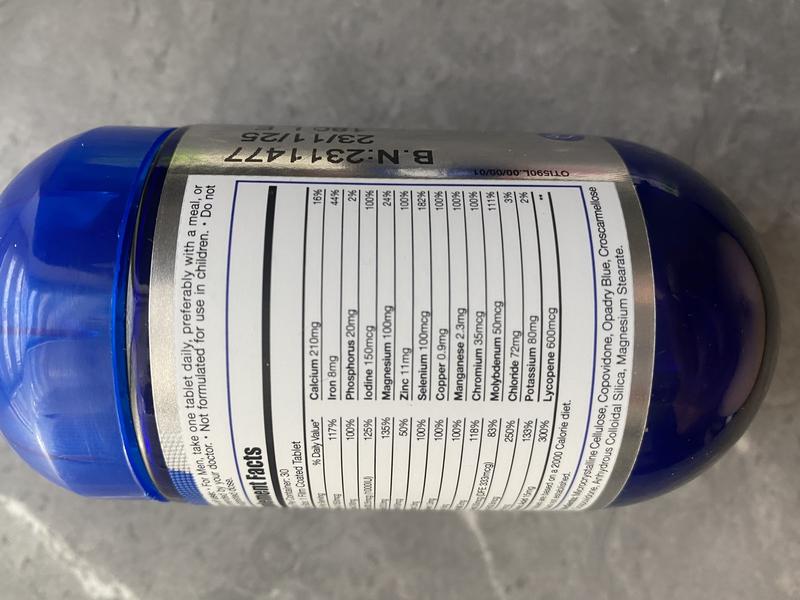 For Men, take one tablet daily, preferably with a meal, or
by your doctor. • Not formulated for use in children. • Do not
dose.
Facts
Container: 30
1 Film Coated Tablet
% Daily Value*
117%
100%
125%
135%
50%
100%
100%
100%
118%
83%
250%
133%
300%
Calcium 210mg 16%
Iron 8mg 44%
Phosphorus 20mg 2%
Iodine 150mcg 100%
Magnesium 100mg 24%
Zinc 11mg 100%
Selenium 100mcg 182%
Copper 0.9mg 100%
Manganese 2.3mg 100%
Chromium 35mcg 100%
Molybdenum 50mcg 111%
Chloride 72mg 3%
Potassium 80mg 2%
Lycopene 600mcg **
are based on a 2000 Calorie diet.
Microcrystalline Cellulose, Copovidone, Opadry Blue, Croscarmellose
Anhydrous Colloidal Silica, Magnesium Stearate.
OTI590L.00/00/01
B.N:2311477
23/11/25